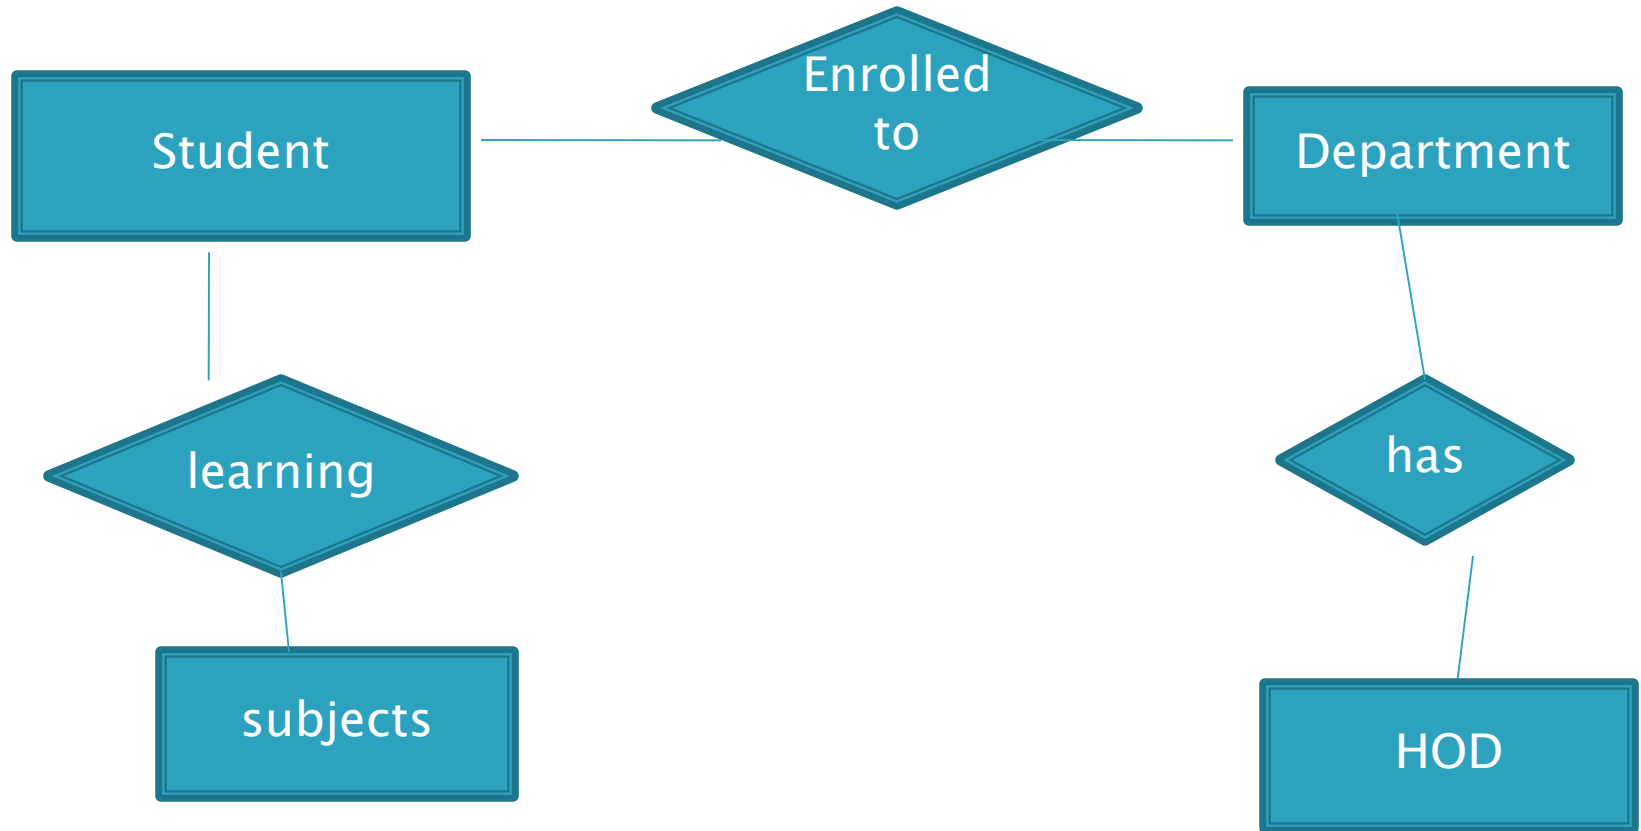 Enrolled
to
Student
Department
learning
has
subjects
HOD